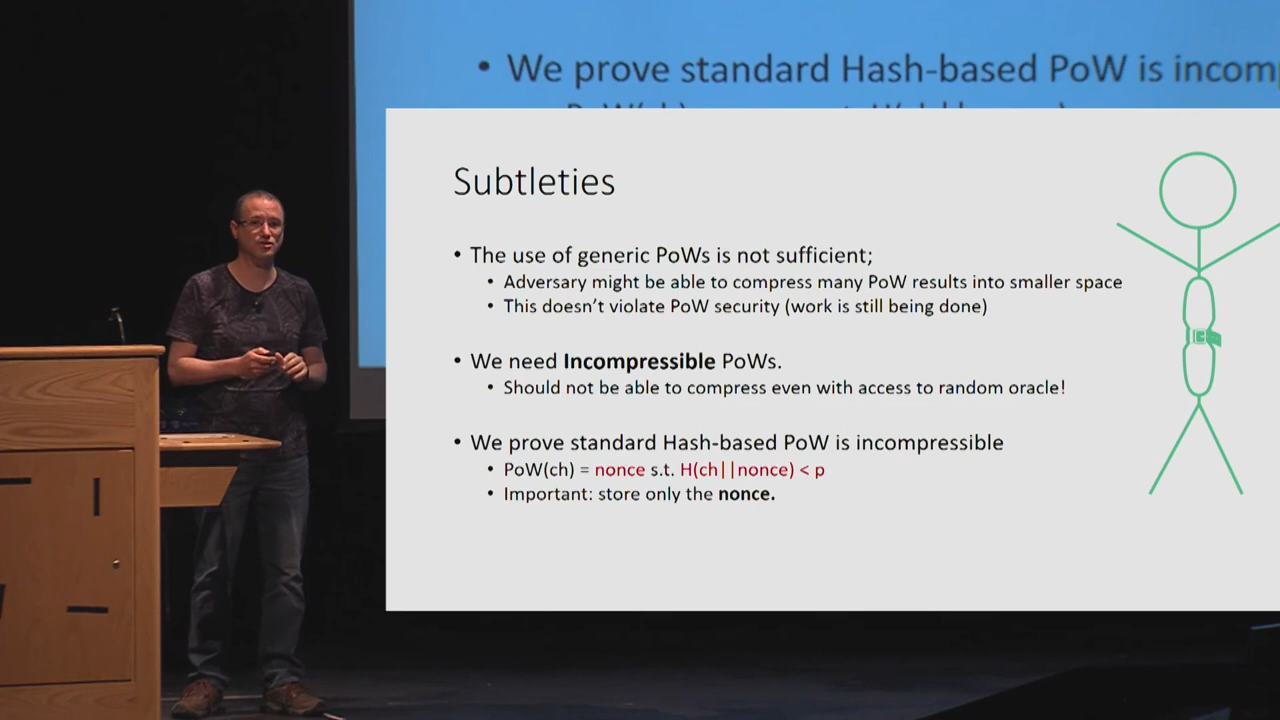 • We prove standard Hash-based PoW is incom
Subtleties
• The use of generic PoWs is not sufficient;
• Adversary might be able to compress many PoW results into smaller space
• This doesn't violate PoW security (work is still being done)
• We need Incompressible PoWs.
• Should not be able to compress even with access to random oracle!
• We prove standard Hash-based PoW is incompressible
• PoW(ch) = nonce s.t. H(ch||nonce) < p
• Important: store only the nonce.